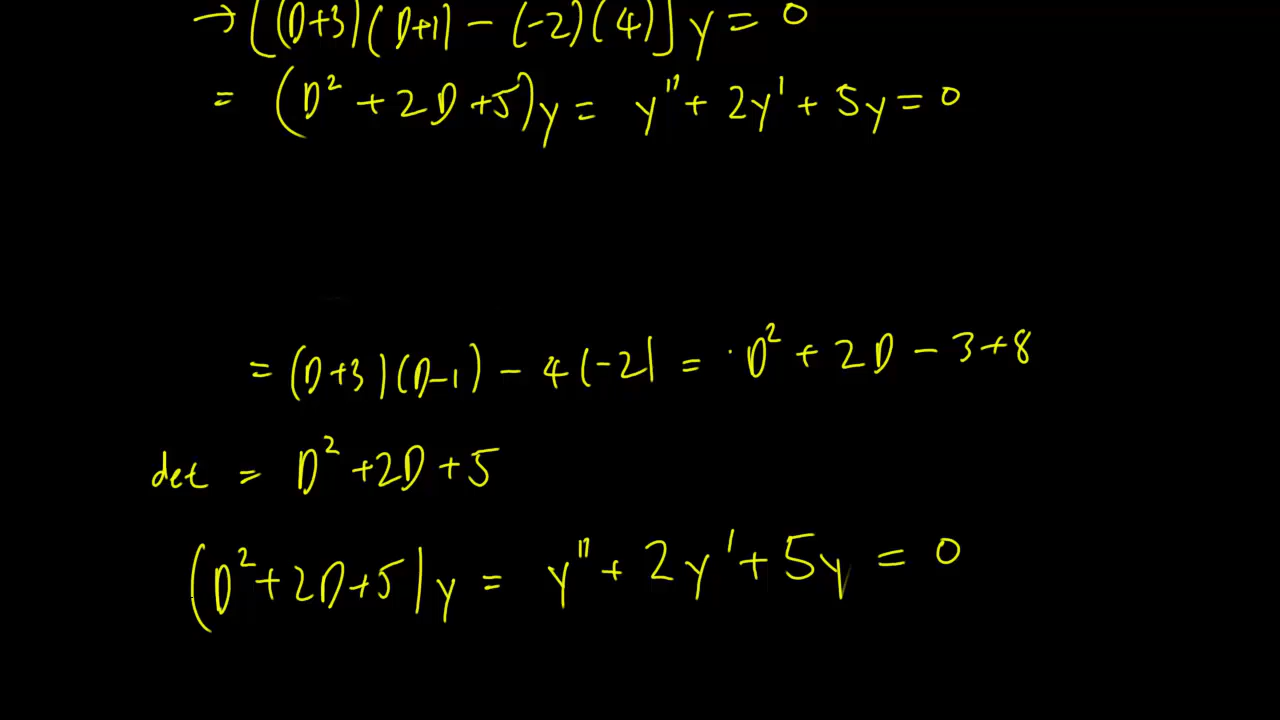 → [(D+3)(D+1) - (-2)(4)] y = 0
= (D² + 2D + 5)y = y'' + 2y' + 5y = 0
= (D+3)(D-1) - 4(-2) = D² + 2D - 3 + 8
det = D² + 2D + 5
(D² + 2D + 5)y = y'' + 2y' + 5y = 0